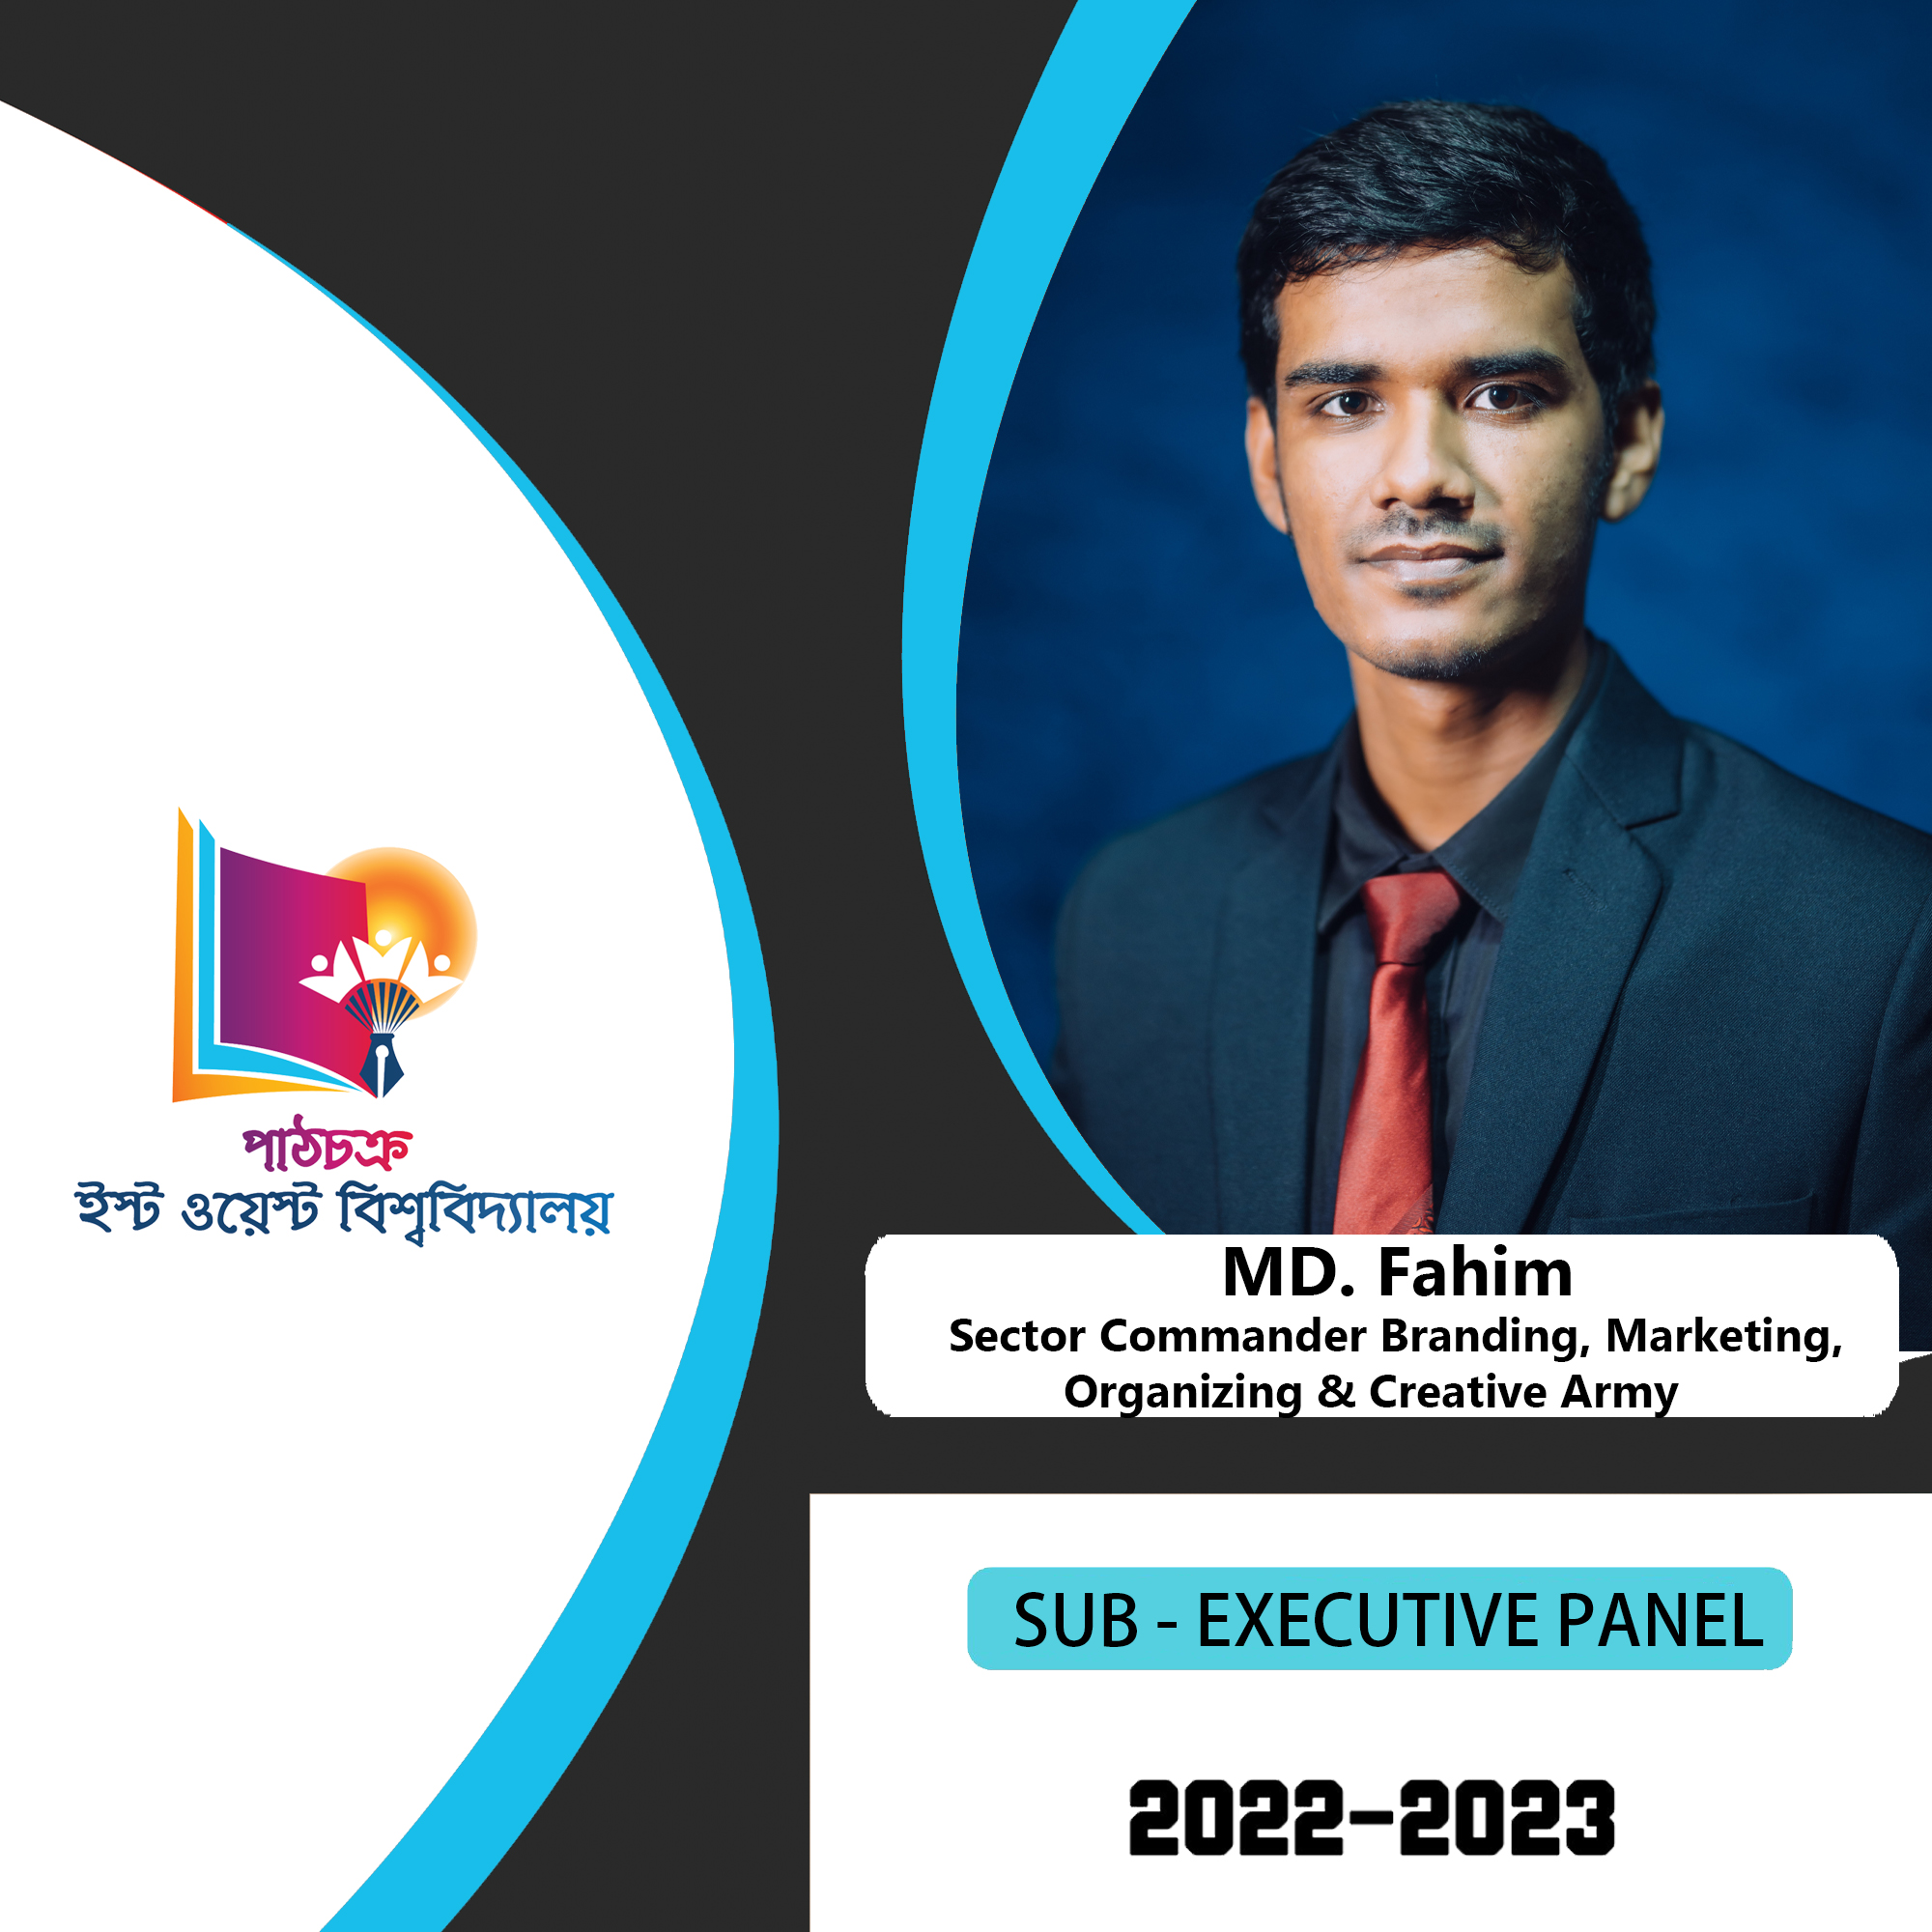 পাঠচক্র
ইস্ট ওয়েস্ট বিশ্ববিদ্যালয়
MD. Fahim
Sector Commander Branding, Marketing,
Organizing & Creative Army
SUB - EXECUTIVE PANEL
2022-2023